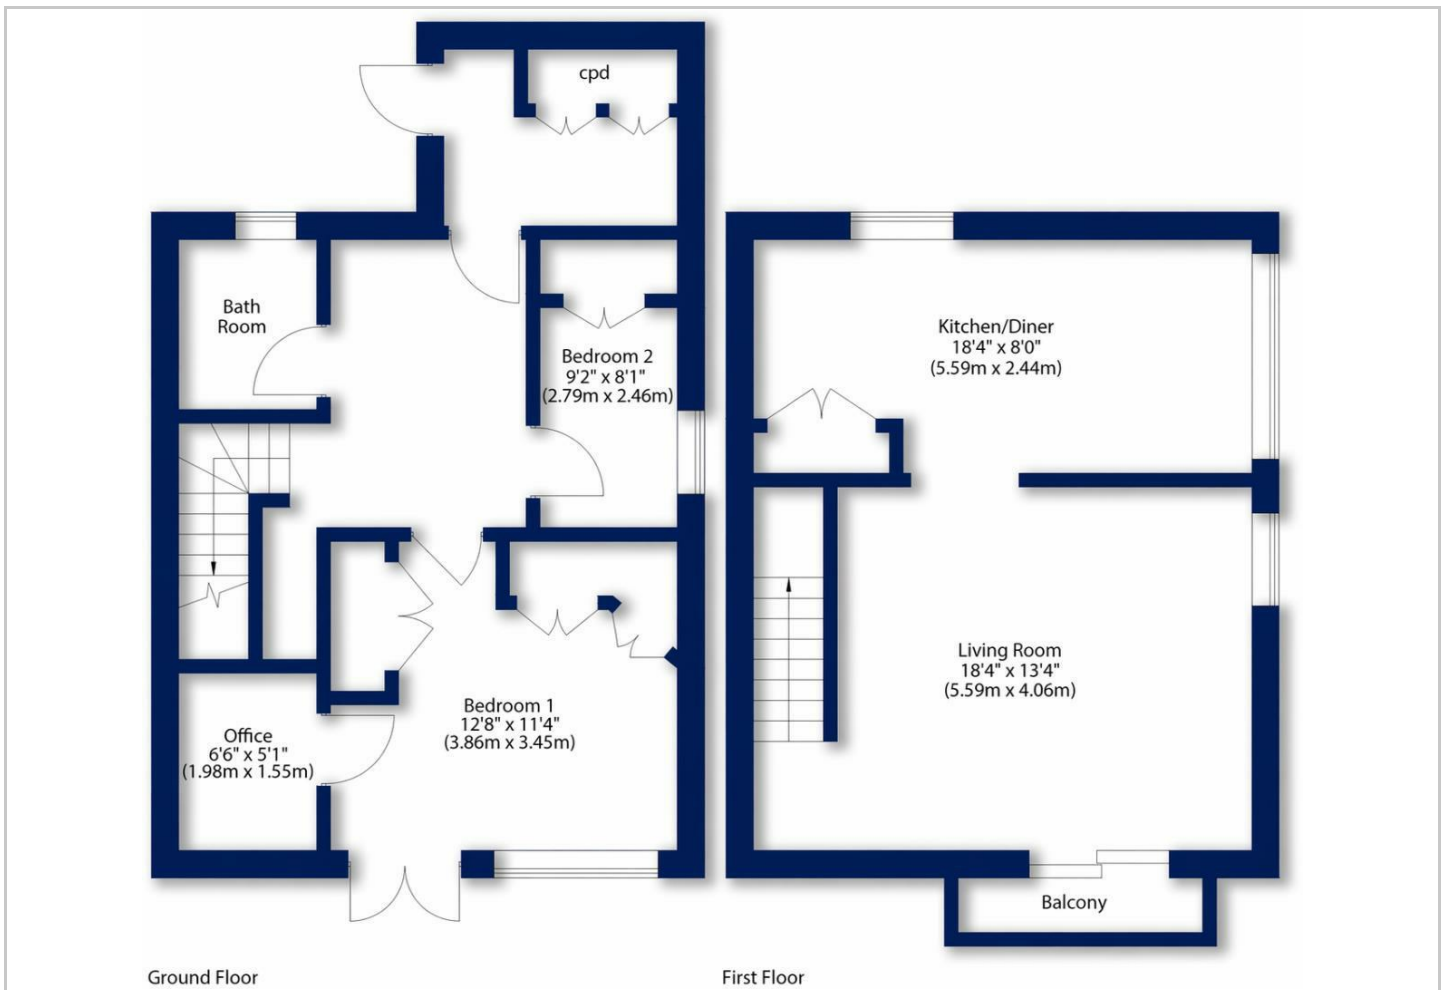 cpd
Bath
Room
Bedroom 2
9'2" x 8'1"
(2.79m x 2.46m)
Kitchen/Diner
18'4" x 8'0"
(5.59m x 2.44m)
Living Room
18'4" x 13'4"
(5.59m x 4.06m)
Bedroom 1
12'8" x 11'4"
(3.86m x 3.45m)
Office
6'6" x 5'1"
(1.98m x 1.55m)
Balcony
Ground Floor
First Floor